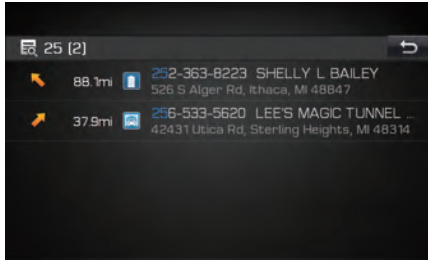 25 (2)
88.1mi 252-363-8223 SHELLY L BAILEY
526 S Alger Rd, Ithaca, MI 48847
37.9mi 256-533-5620 LEE'S MAGIC TUNNEL ...
42431 Utica Rd, Sterling Heights, MI 48314